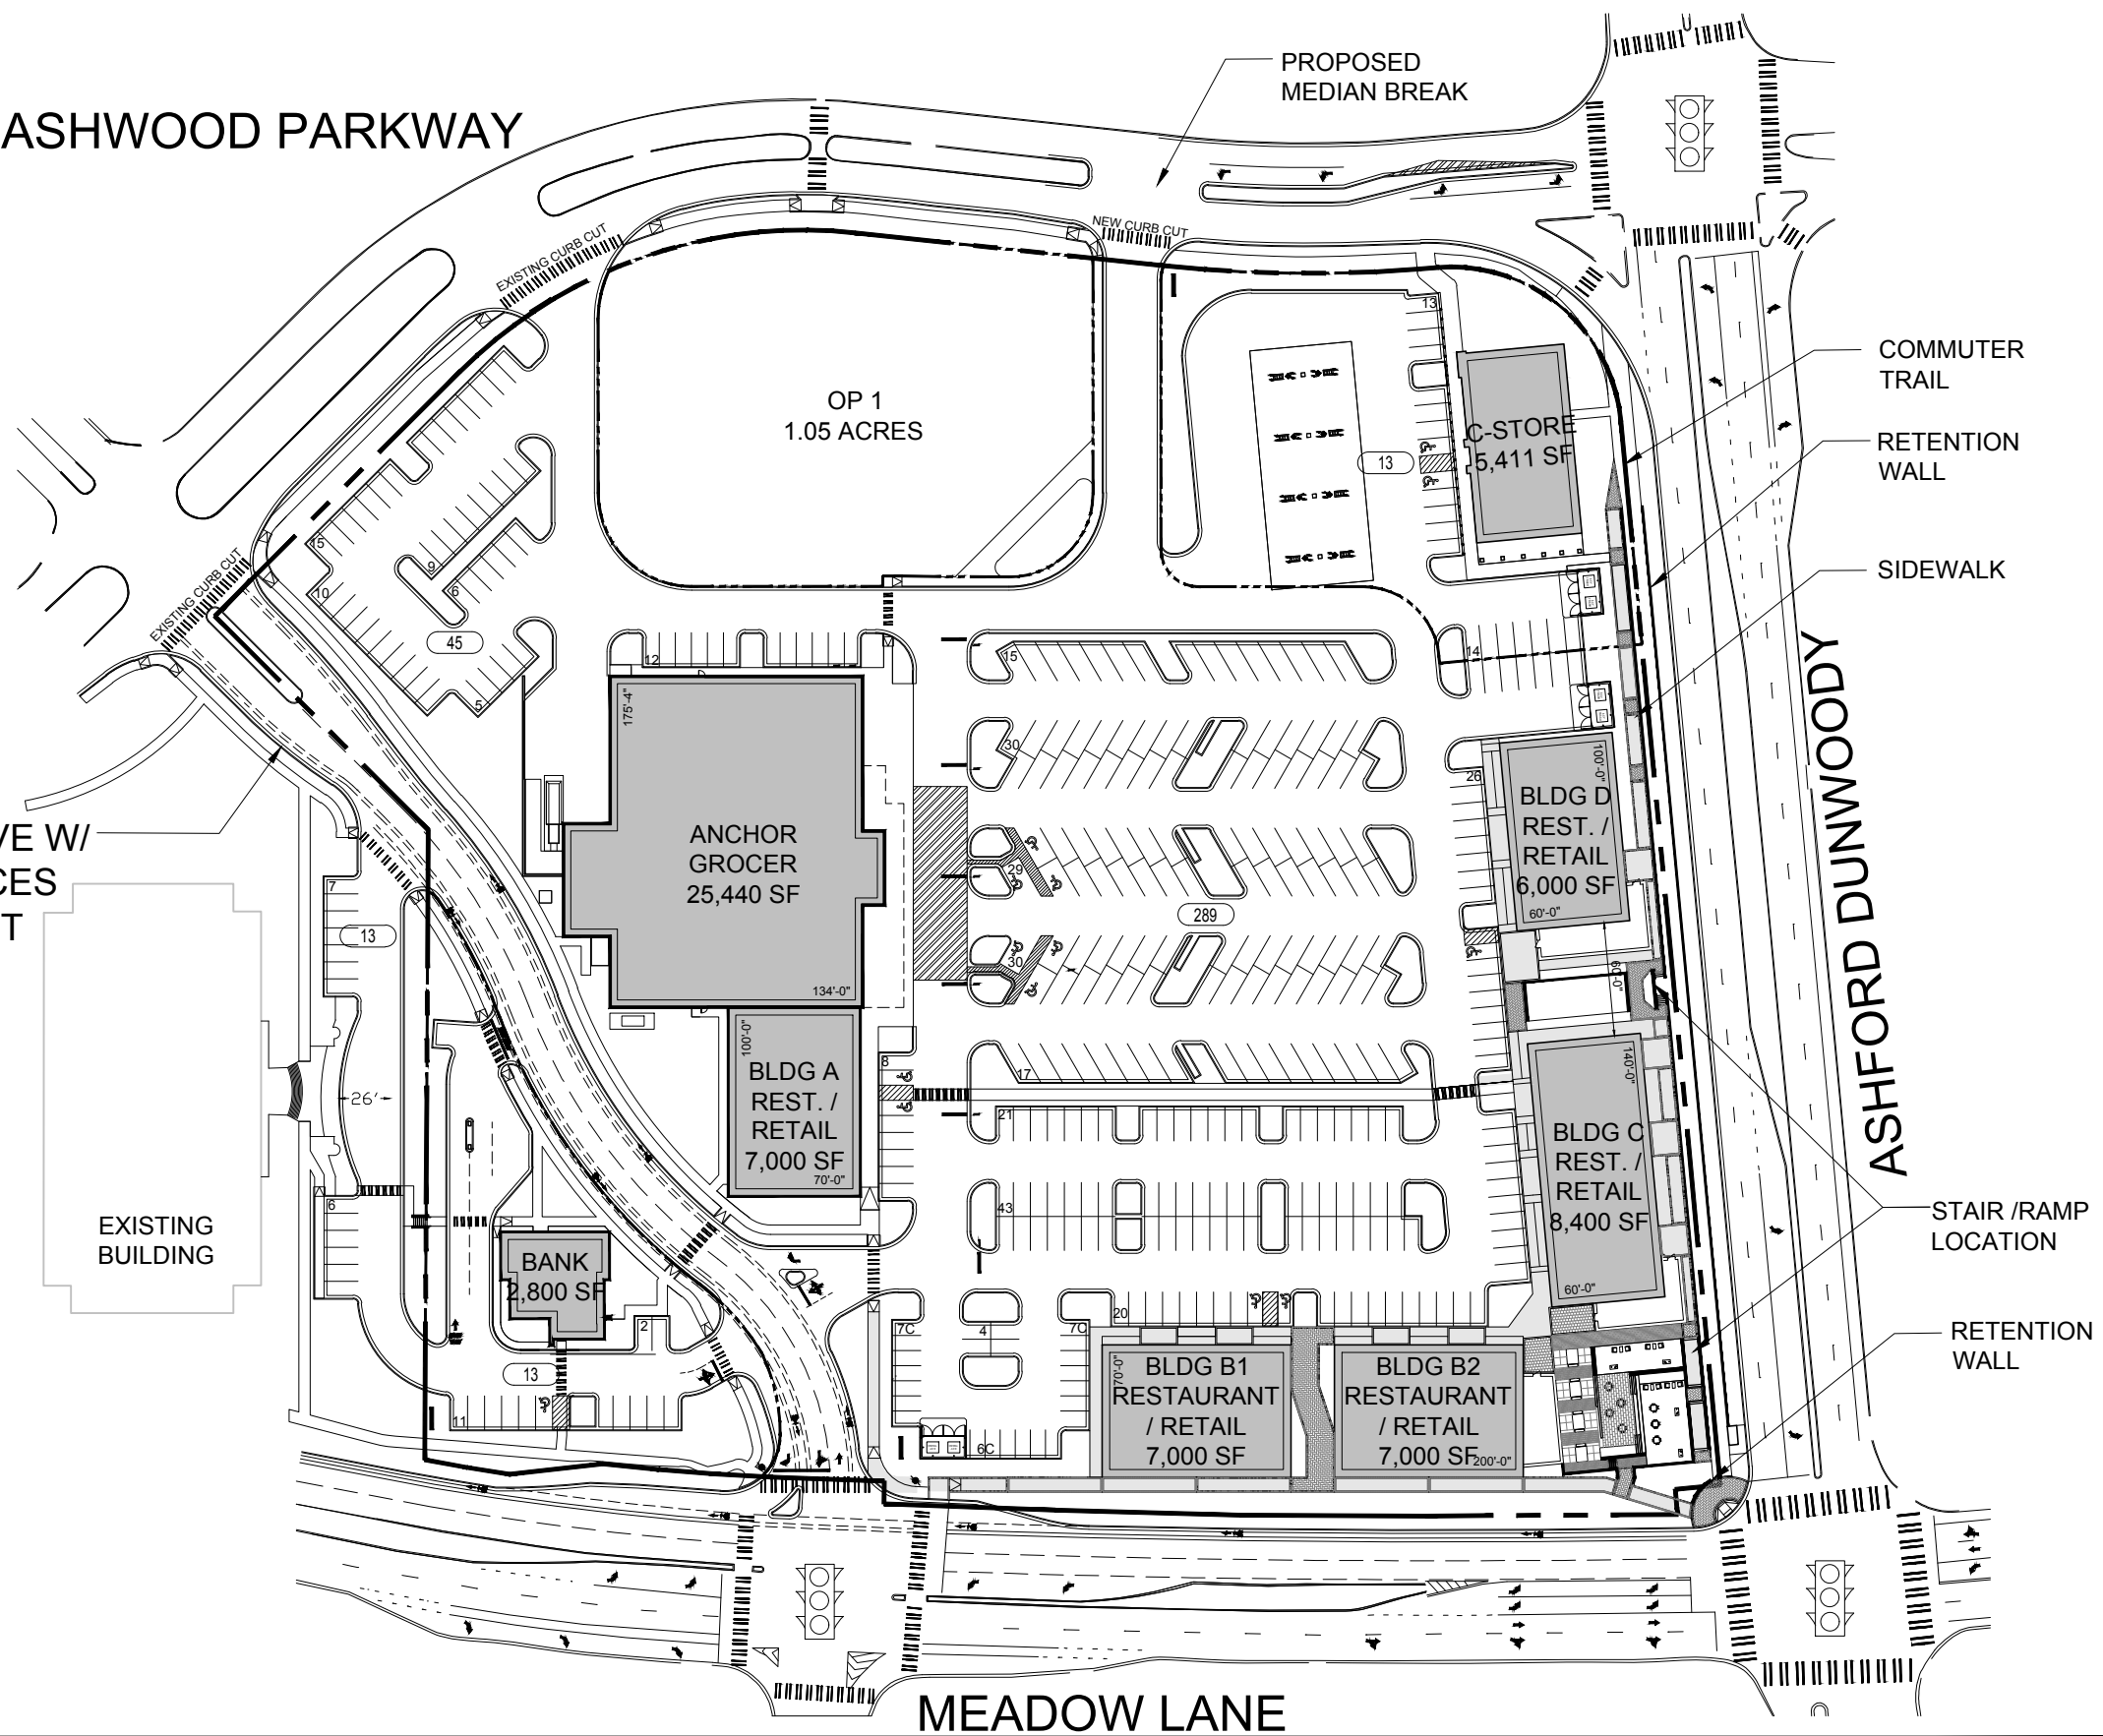 ASHWOOD PARKWAY
PROPOSED
MEDIAN BREAK
NEW CURB CUT
EXISTING CURB CUT
EXISTING CURB CUT
OP 1
1.05 ACRES
13
C-STORE
5,411 SF
13
COMMUTER
TRAIL
RETENTION
WALL
SIDEWALK
15
9
10
6
45
5
12
15
14
175'-4"
30
26
100'-0"
BLDG D
REST. /
RETAIL
6,000 SF
60'-0"
ANCHOR
GROCER
25,440 SF
134'-0"
29
289
30
60'-0"
ASHFORD DUNWOODY
VE W/
CES
T
7
13
26'
6
EXISTING
BUILDING
100'-0"
BLDG A
REST. /
RETAIL
7,000 SF
70'-0"
8
17
21
43
140'-0"
BLDG C
REST. /
RETAIL
8,400 SF
60'-0"
STAIR /RAMP
LOCATION
RETENTION
WALL
BANK
2,800 SF
2
13
11
7C
4
7C
6C
20
70'-0"
BLDG B1
RESTAURANT
/ RETAIL
7,000 SF
BLDG B2
RESTAURANT
/ RETAIL
7,000 SF
200'-0"
MEADOW LANE